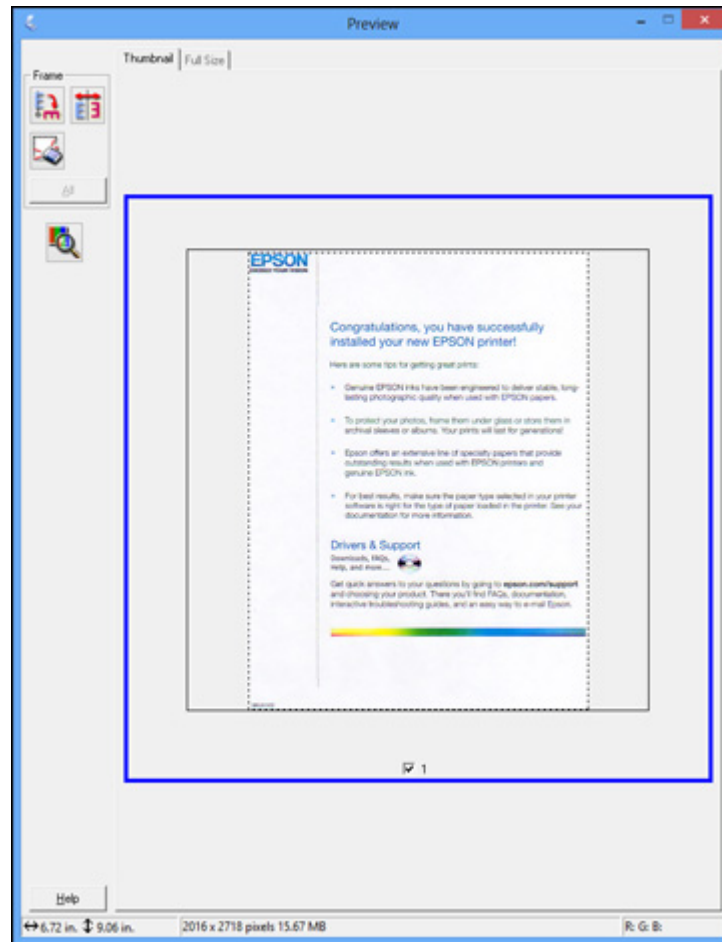 Preview
Thumbnail
Full Size
Frame
All
EPSON
EXCEED YOUR VISION
Congratulations, you have successfully
installed your new EPSON printer!
Here are some tips for getting great prints:
Genuine EPSON inks have been engineered to deliver stable, long-
lasting photographic quality when used with EPSON papers.
To protect your photos, frame them under glass or store them in
archival sleeves or albums. Your prints will last for generations!
Epson offers an extensive line of specialty papers that provide
outstanding results when used with EPSON printers and
genuine EPSON ink.
For best results, make sure the paper type selected in your printer
software is right for the type of paper loaded in the printer. See your
documentation for more information.
Drivers & Support
Downloads, FAQs,
Help, and more....
Get quick answers to your questions by going to epson.com/support
and choosing your product. There you'll find FAQs, documentation,
interactive troubleshooting guides, and an easy way to e-mail Epson.
1
Help
6.72 in. 9.06 in. 2016 x 2718 pixels 15.67 MB R: G: B: